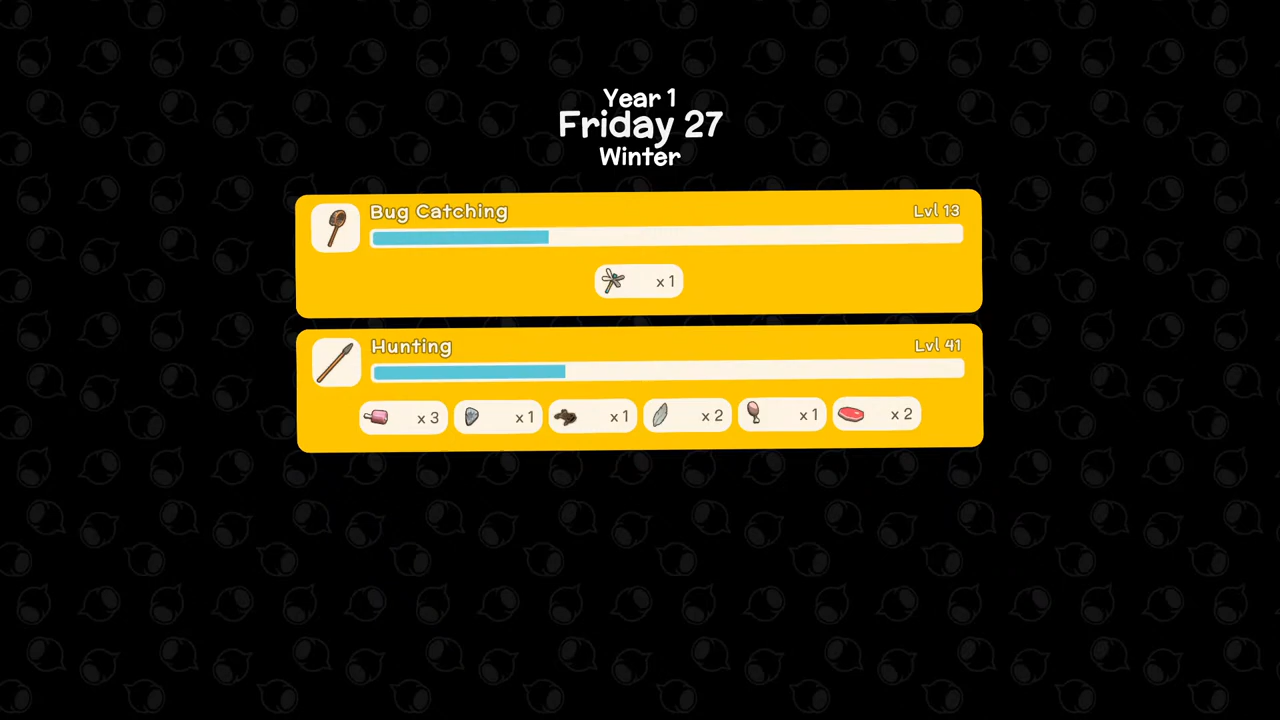 Year 1
Friday 27
Winter
Bug Catching
Lvl 13
x 1
Hunting
Lvl 41
x 3
x 1
x 1
x 2
x 1
x 2